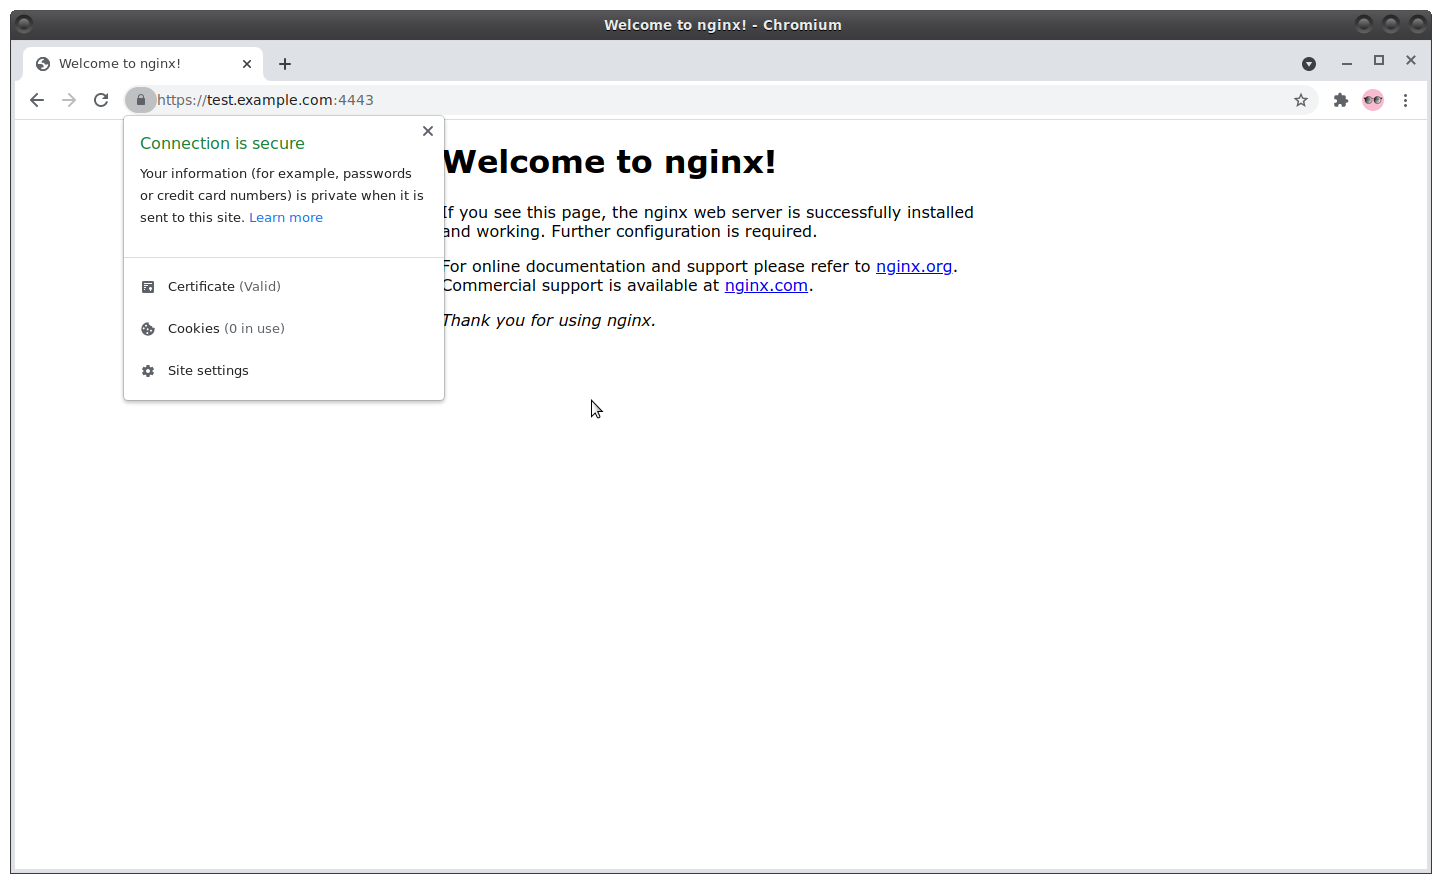 Welcome to nginx! - Chromium
Welcome to nginx!
https://test.example.com:4443
Connection is secure
Your information (for example, passwords
or credit card numbers) is private when it is
sent to this site. Learn more
Certificate (Valid)
Cookies (0 in use)
Site settings
Welcome to nginx!
If you see this page, the nginx web server is successfully installed
and working. Further configuration is required.
For online documentation and support please refer to nginx.org.
Commercial support is available at nginx.com.
Thank you for using nginx.